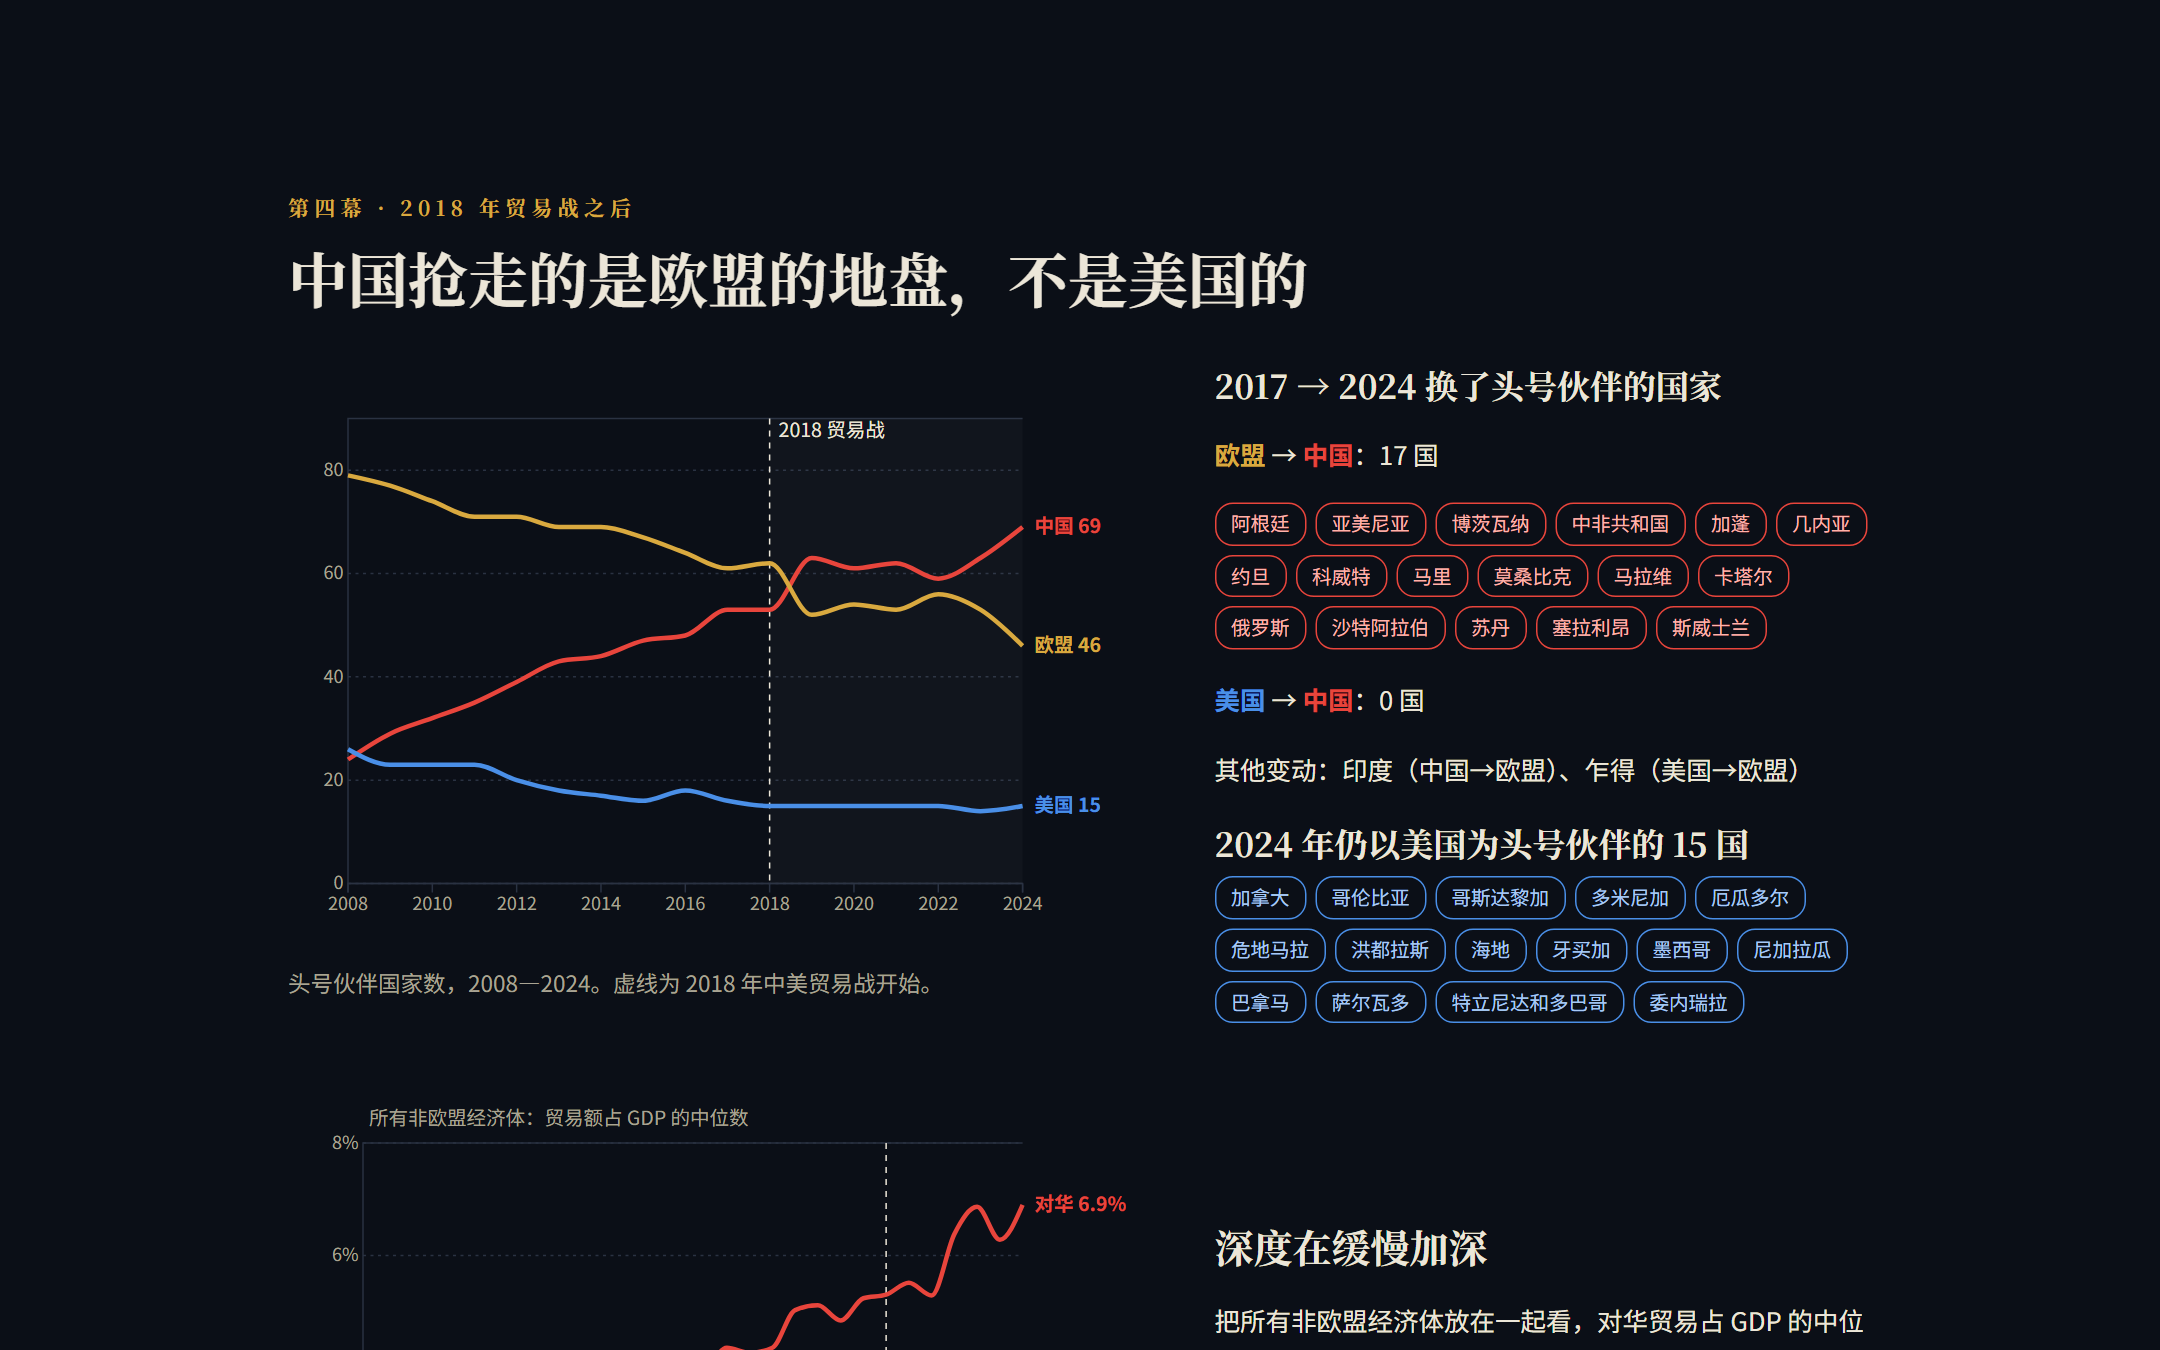 第四幕 · 2018 年贸易战之后
中国抢走的是欧盟的地盘，不是美国的
2018 贸易战
80
60
40
20
0
2008 2010 2012 2014 2016 2018 2020 2022 2024
中国 69
欧盟 46
美国 15
头号伙伴国家数，2008—2024。虚线为 2018 年中美贸易战开始。
2017 → 2024 换了头号伙伴的国家
欧盟 → 中国：17 国
阿根廷 亚美尼亚 博茨瓦纳 中非共和国 加蓬 几内亚
约旦 科威特 马里 莫桑比克 马拉维 卡塔尔
俄罗斯 沙特阿拉伯 苏丹 塞拉利昂 斯威士兰
美国 → 中国：0 国
其他变动：印度（中国→欧盟）、乍得（美国→欧盟）
2024 年仍以美国为头号伙伴的 15 国
加拿大 哥伦比亚 哥斯达黎加 多米尼加 厄瓜多尔
危地马拉 洪都拉斯 海地 牙买加 墨西哥 尼加拉瓜
巴拿马 萨尔瓦多 特立尼达和多巴哥 委内瑞拉
所有非欧盟经济体：贸易额占 GDP 的中位数
8%
6%
对华 6.9%
深度在缓慢加深
把所有非欧盟经济体放在一起看，对华贸易占 GDP 的中位